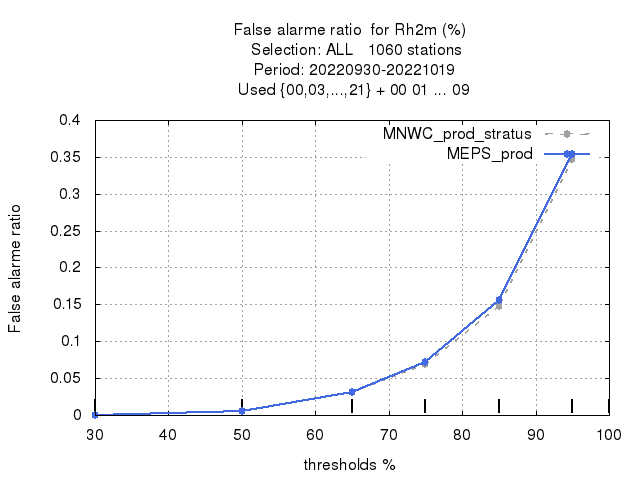 False alarme ratio  for Rh2m (%)
Selection: ALL   1060 stations
Period: 20220930-20221019
Used {00,03,...,21} + 00 01 ... 09
MNWC_prod_stratus
MEPS_prod
False alarme ratio
0.4
0.35
0.3
0.25
0.2
0.15
0.1
0.05
0
30 40 50 60 70 80 90 100
thresholds %